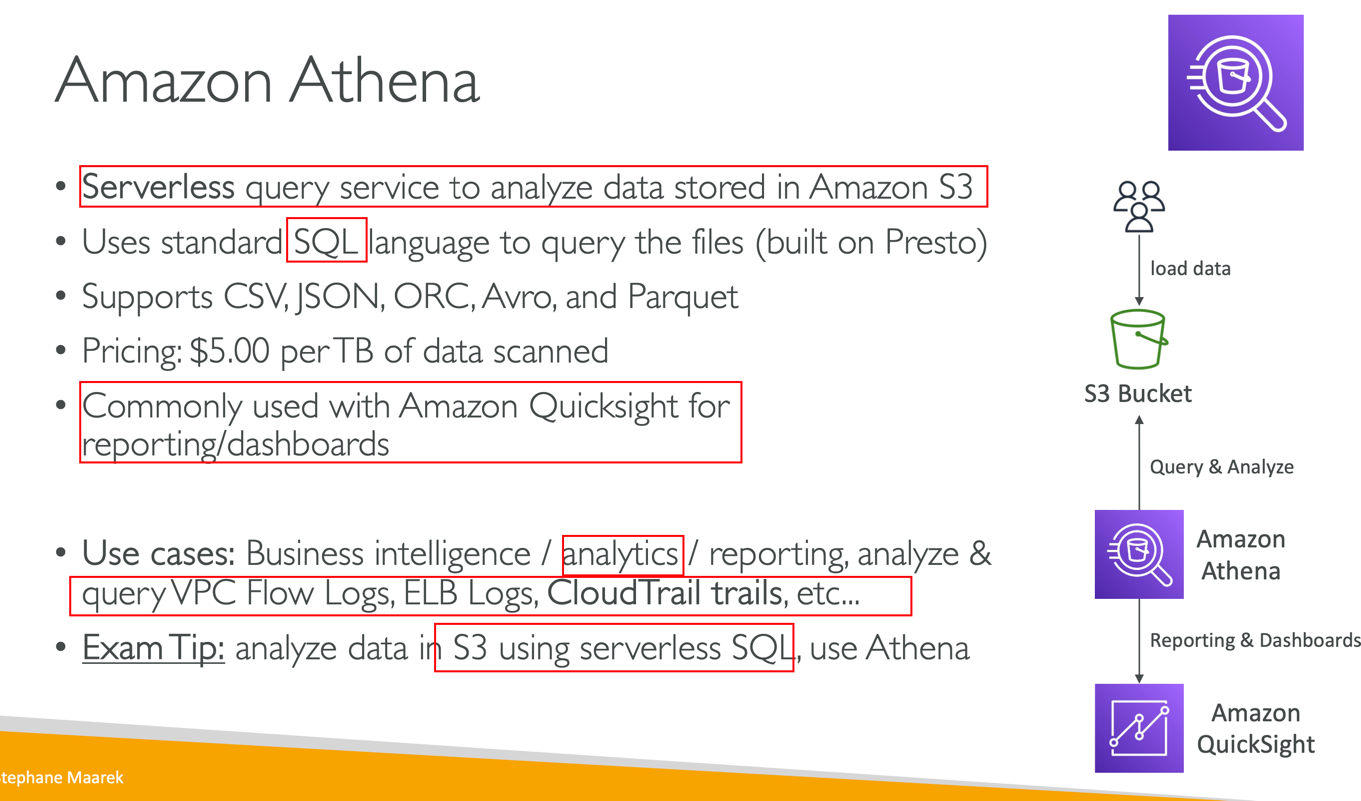 Amazon Athena
• Serverless query service to analyze data stored in Amazon S3
• Uses standard SQL language to query the files (built on Presto)
• Supports CSV, JSON, ORC, Avro, and Parquet
• Pricing: $5.00 per TB of data scanned
• Commonly used with Amazon Quicksight for
reporting/dashboards
• Use cases: Business intelligence / analytics / reporting, analyze &
query VPC Flow Logs, ELB Logs, CloudTrail trails, etc...
• Exam Tip: analyze data in S3 using serverless SQL, use Athena
load data
S3 Bucket
Query & Analyze
Amazon
Athena
Reporting & Dashboards
Amazon
QuickSight
tephane Maarek